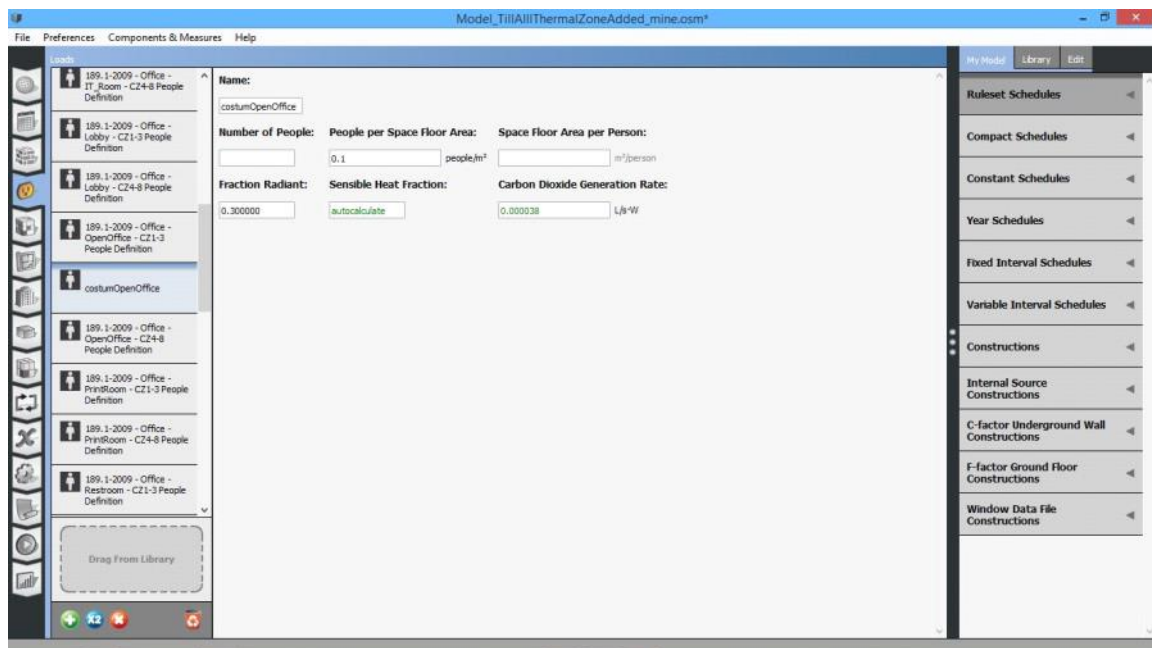 Model_TillAlllThermalZoneAdded_mine.osm*
File Preferences Components & Measures Help
Loads
189.1-2009 - Office -
IT_Room - CZ4-8 People
Definition
189.1-2009 - Office -
Lobby - CZ1-3 People
Definition
189.1-2009 - Office -
Lobby - CZ4-8 People
Definition
189.1-2009 - Office -
OpenOffice - CZ1-3
People Definition
costumOpenOffice
189.1-2009 - Office -
OpenOffice - CZ4-8
People Definition
189.1-2009 - Office -
PrintRoom - CZ1-3 People
Definition
189.1-2009 - Office -
PrintRoom - CZ4-8 People
Definition
189.1-2009 - Office -
Restroom - CZ1-3 People
Definition
Drag From Library
x2
Name:
costumOpenOffice
Number of People: People per Space Floor Area: Space Floor Area per Person:
0.1 people/m² m²/person
Fraction Radiant: Sensible Heat Fraction: Carbon Dioxide Generation Rate:
0.300000 autocalculate 0.000038 L/s·W
My Model Library Edit
Ruleset Schedules
Compact Schedules
Constant Schedules
Year Schedules
Fixed Interval Schedules
Variable Interval Schedules
Constructions
Internal Source
Constructions
C-factor Underground Wall
Constructions
F-factor Ground Floor
Constructions
Window Data File
Constructions